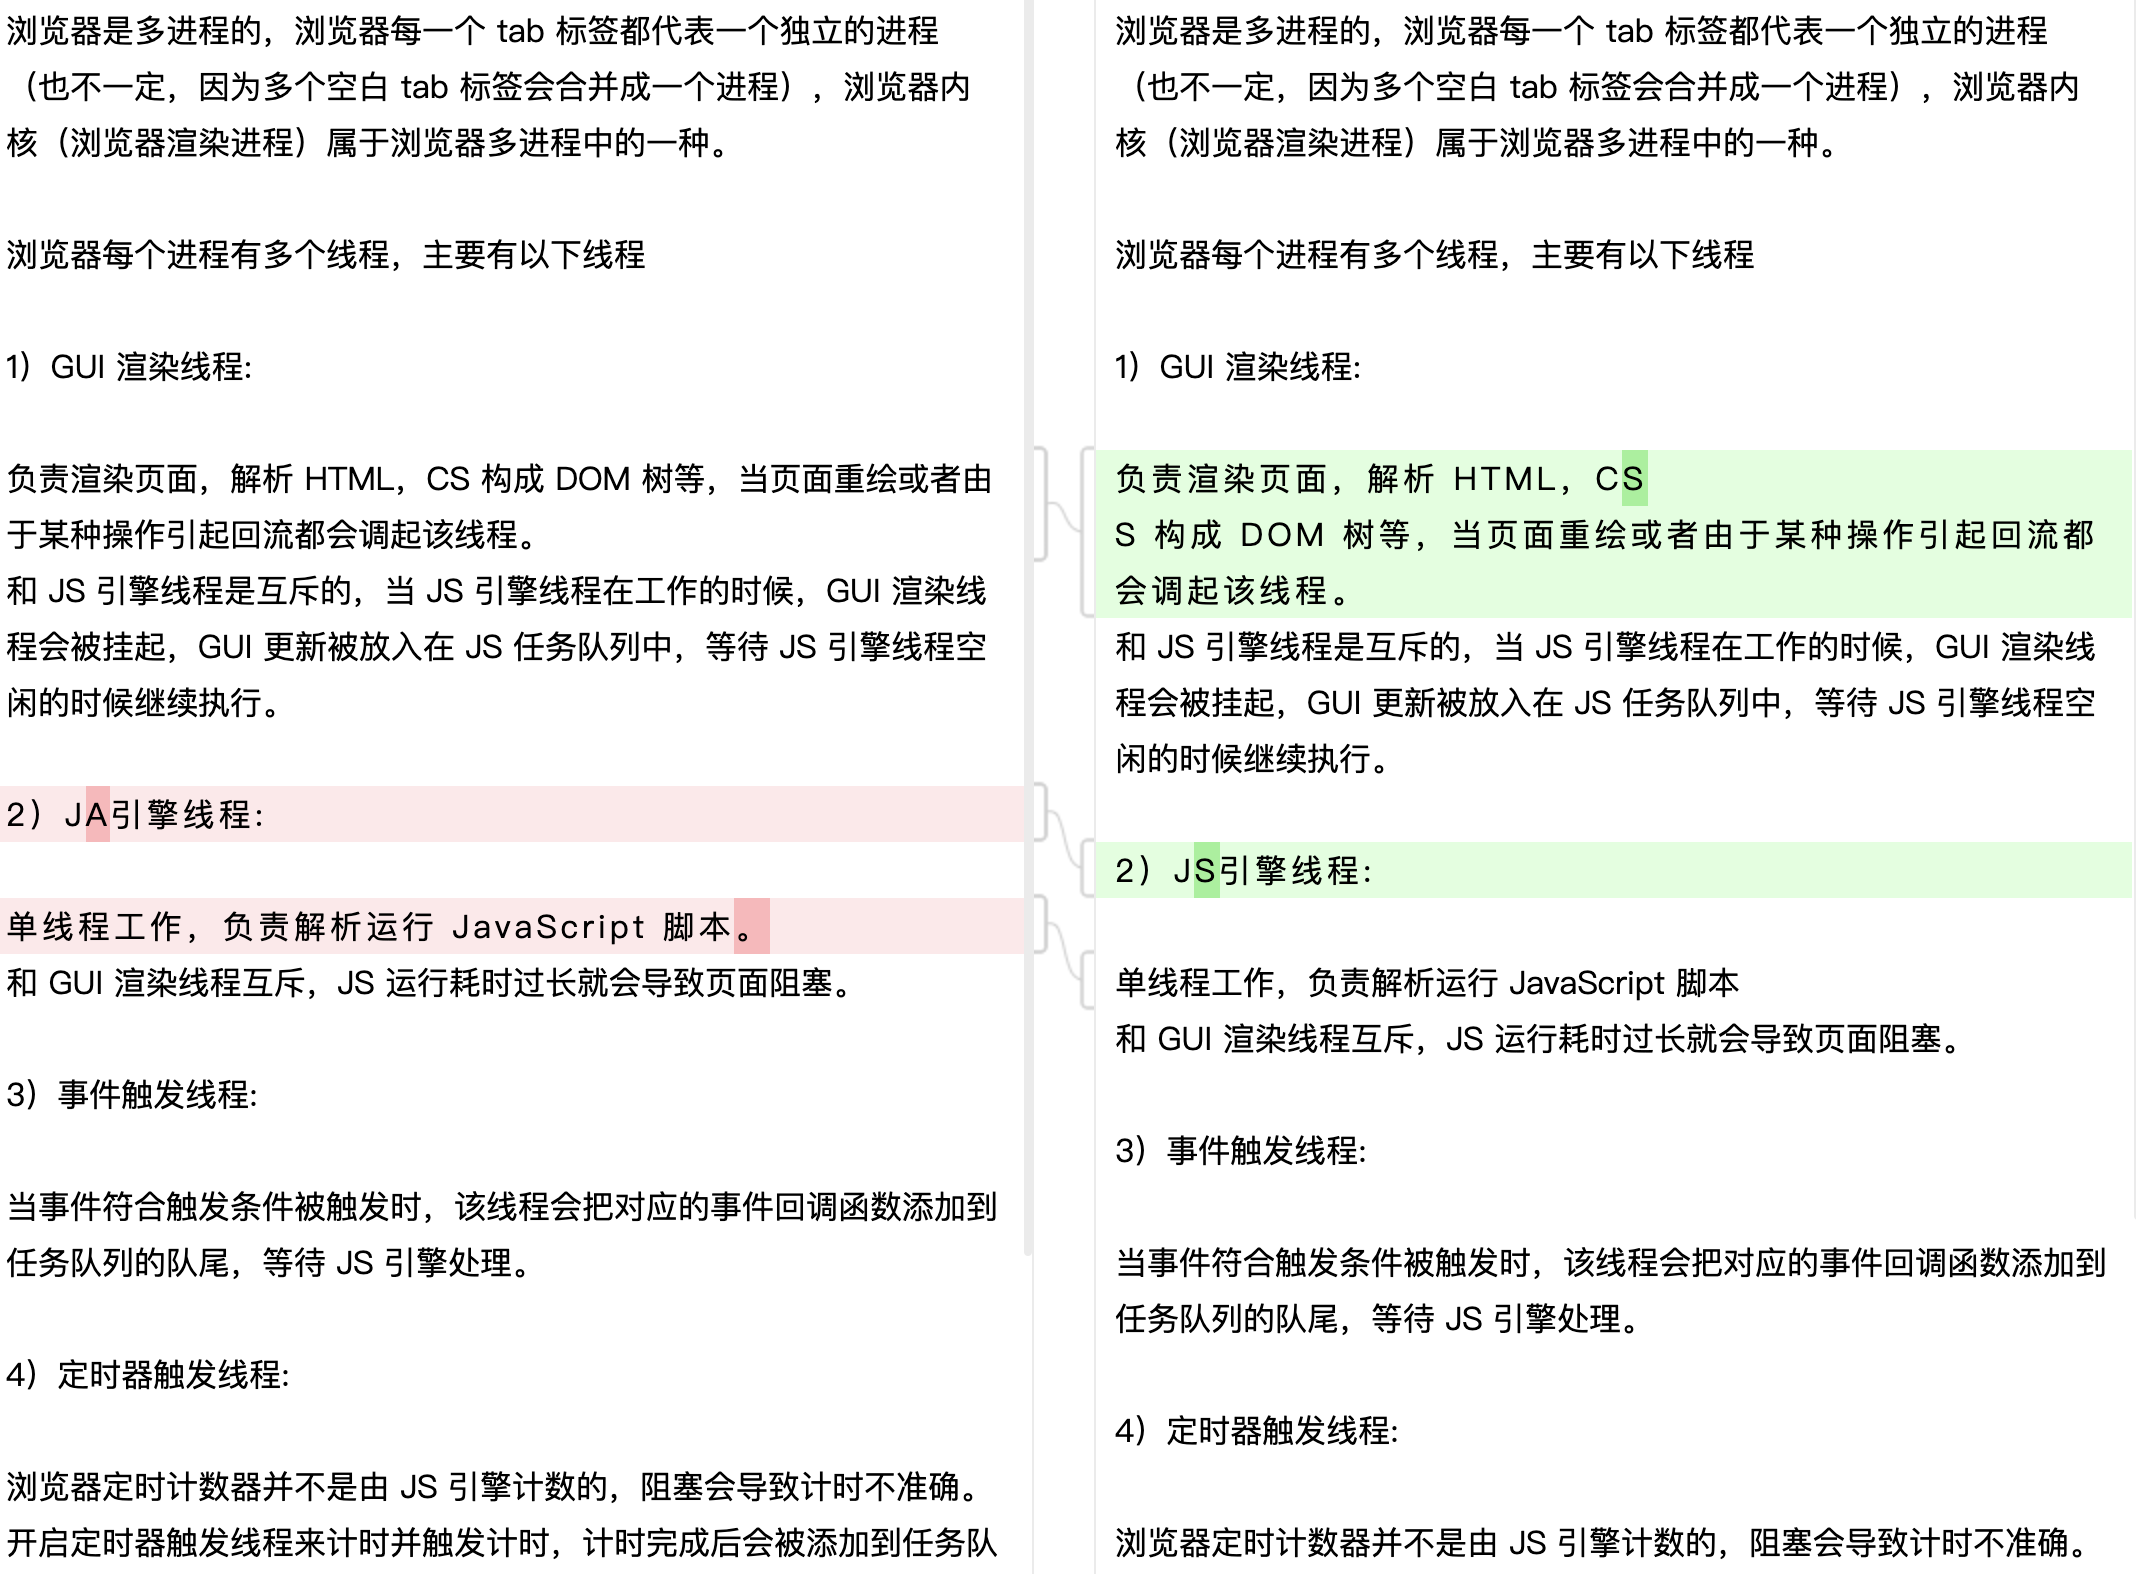 浏览器是多进程的，浏览器每一个 tab 标签都代表一个独立的进程
（也不一定，因为多个空白 tab 标签会合并成一个进程），浏览器内
核（浏览器渲染进程）属于浏览器多进程中的一种。
浏览器每个进程有多个线程，主要有以下线程
1）GUI 渲染线程:
负责渲染页面，解析 HTML，CS 构成 DOM 树等，当页面重绘或者由
于某种操作引起回流都会调起该线程。
和 JS 引擎线程是互斥的，当 JS 引擎线程在工作的时候，GUI 渲染线
程会被挂起，GUI 更新被放入在 JS 任务队列中，等待 JS 引擎线程空
闲的时候继续执行。
2）JA引擎线程:
单线程工作，负责解析运行 JavaScript 脚本。
和 GUI 渲染线程互斥，JS 运行耗时过长就会导致页面阻塞。
3）事件触发线程:
当事件符合触发条件被触发时，该线程会把对应的事件回调函数添加到
任务队列的队尾，等待 JS 引擎处理。
4）定时器触发线程:
浏览器定时计数器并不是由 JS 引擎计数的，阻塞会导致计时不准确。
开启定时器触发线程来计时并触发计时，计时完成后会被添加到任务队
浏览器是多进程的，浏览器每一个 tab 标签都代表一个独立的进程
（也不一定，因为多个空白 tab 标签会合并成一个进程），浏览器内
核（浏览器渲染进程）属于浏览器多进程中的一种。
浏览器每个进程有多个线程，主要有以下线程
1）GUI 渲染线程:
负责渲染页面，解析 HTML，CS
S 构成 DOM 树等，当页面重绘或者由于某种操作引起回流都
会调起该线程。
和 JS 引擎线程是互斥的，当 JS 引擎线程在工作的时候，GUI 渲染线
程会被挂起，GUI 更新被放入在 JS 任务队列中，等待 JS 引擎线程空
闲的时候继续执行。
2）JS引擎线程:
单线程工作，负责解析运行 JavaScript 脚本
和 GUI 渲染线程互斥，JS 运行耗时过长就会导致页面阻塞。
3）事件触发线程:
当事件符合触发条件被触发时，该线程会把对应的事件回调函数添加到
任务队列的队尾，等待 JS 引擎处理。
4）定时器触发线程:
浏览器定时计数器并不是由 JS 引擎计数的，阻塞会导致计时不准确。